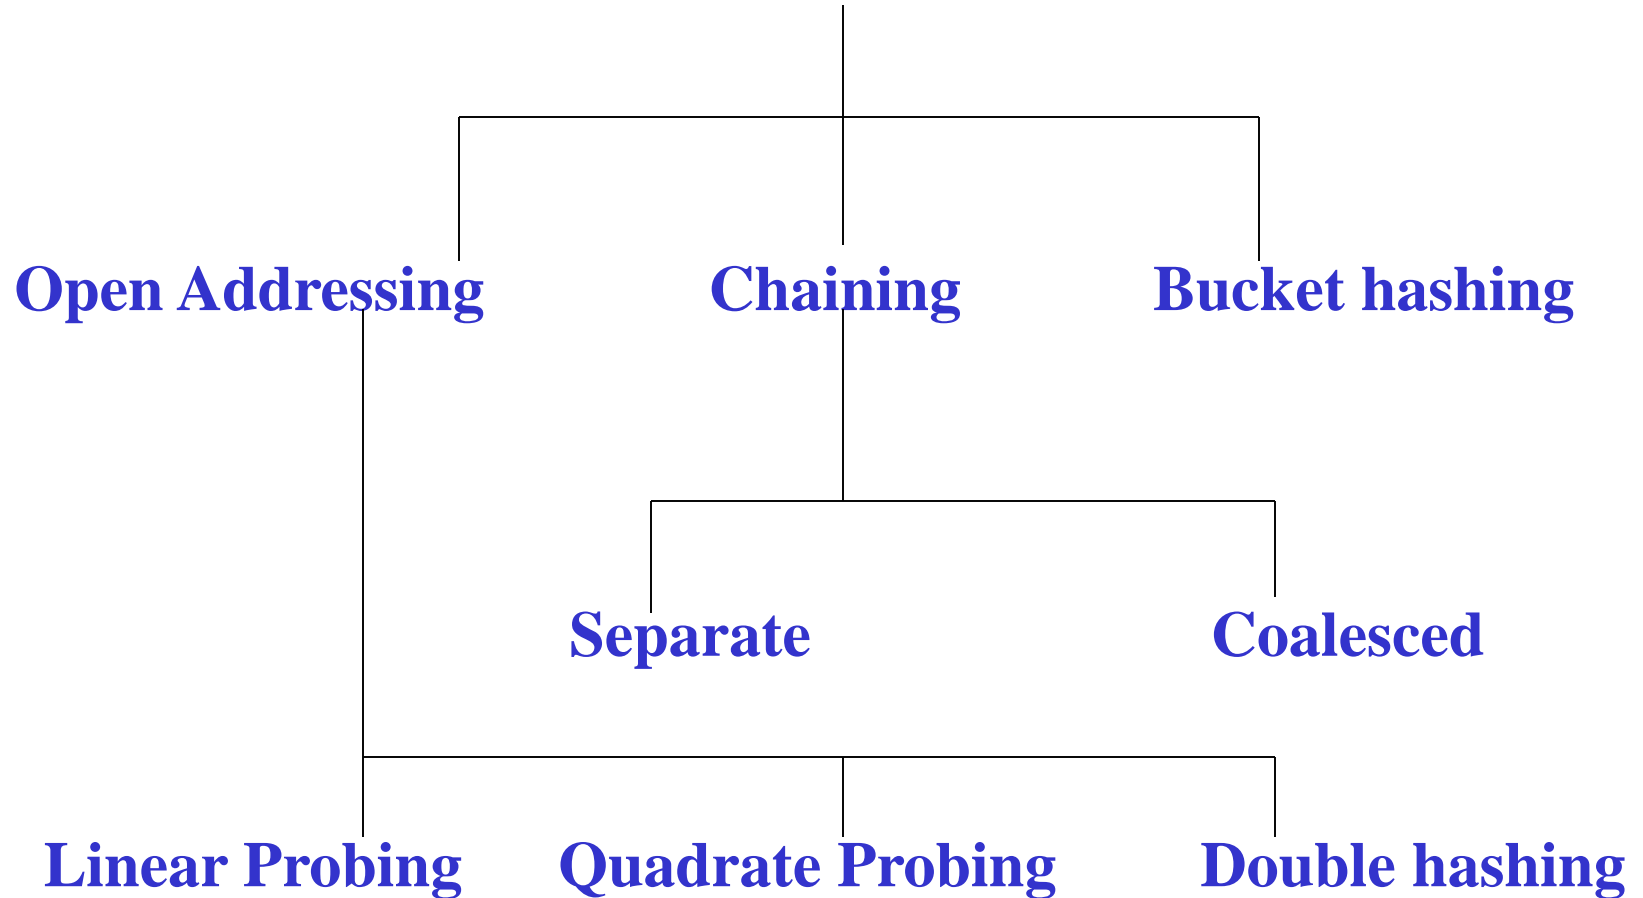 Open Addressing
Chaining
Bucket hashing
Separate
Coalesced
Linear Probing
Quadrate Probing
Double hashing